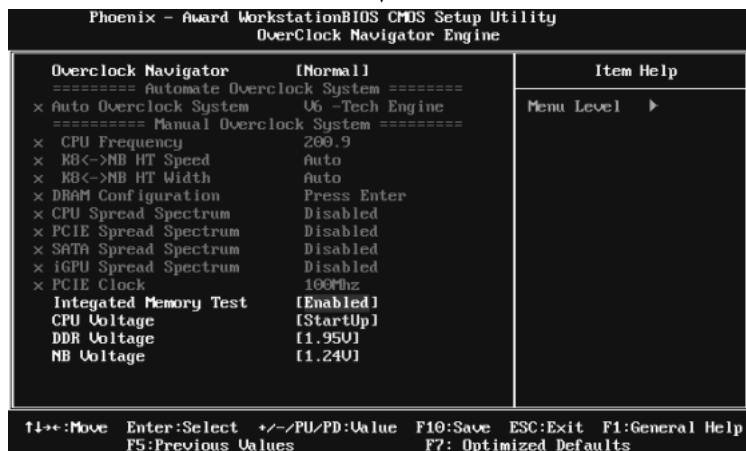 Phoenix - Award WorkstationBIOS CMOS Setup Utility
OverClock Navigator Engine
Overclock Navigator [Normal] Item Help
========= Automate Overclock System ========
x Auto Overclock System V6 -Tech Engine Menu Level ▶
========== Manual Overclock System =========
x CPU Frequency 200.9
x K8<->NB HT Speed Auto
x K8<->NB HT Width Auto
x DRAM Configuration Press Enter
x CPU Spread Spectrum Disabled
x PCIE Spread Spectrum Disabled
x SATA Spread Spectrum Disabled
x iGPU Spread Spectrum Disabled
x PCIE Clock 100Mhz
Integated Memory Test [Enabled]
CPU Voltage [StartUp]
DDR Voltage [1.95V]
NB Voltage [1.24V]
↑↓→←:Move Enter:Select +/-/PU/PD:Value F10:Save ESC:Exit F1:General Help
F5:Previous Values F7: Optimized Defaults